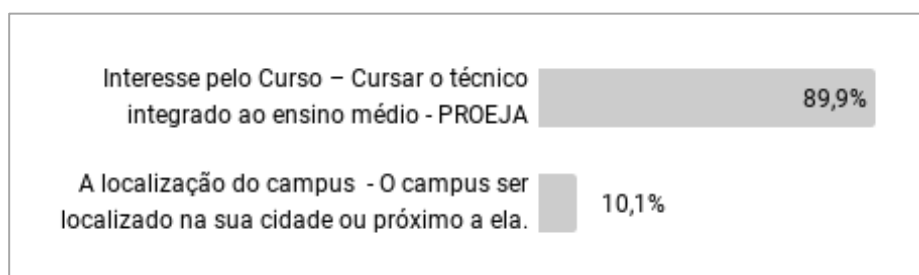 Interesse pelo Curso – Cursar o técnico
integrado ao ensino médio - PROEJA
89,9%
A localização do campus - O campus ser
localizado na sua cidade ou próximo a ela.
10,1%